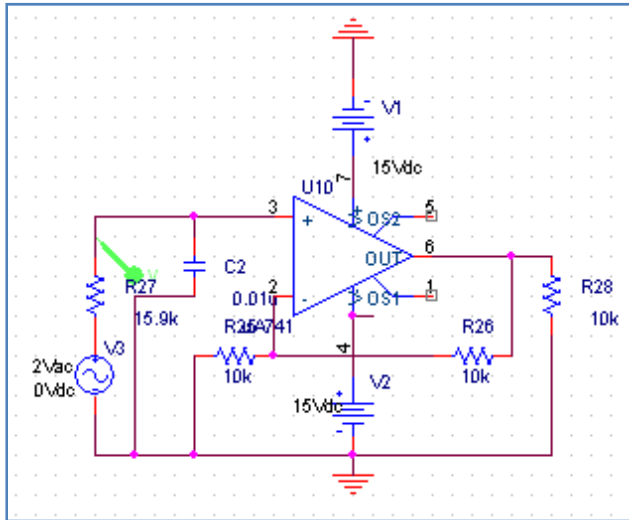 V1
15Vdc
U10
7
5
3
+
OS2
6
OUT
C2
2
-
OS1
1
R27
0.01u
R28
15.9k
R25
uA741
R26
10k
V3
2Vac
0Vdc
10k
4
10k
V2
15Vdc